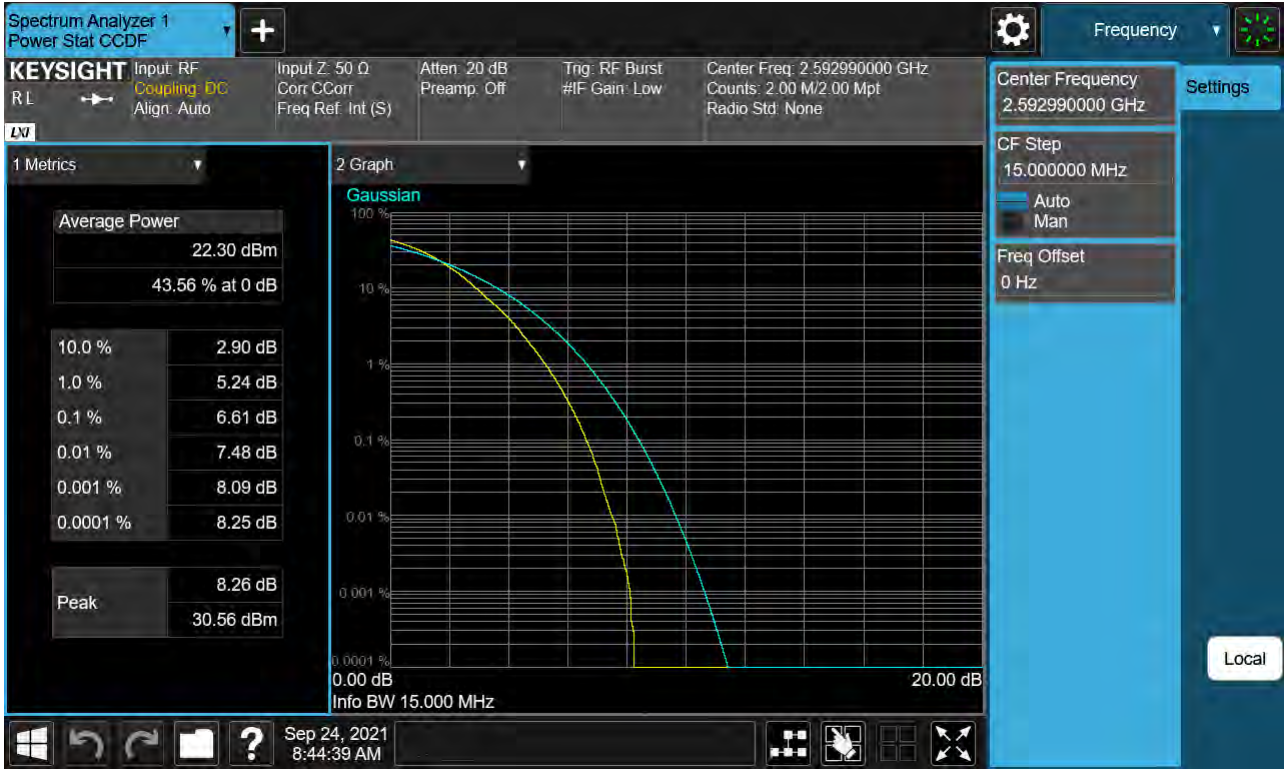 Spectrum Analyzer 1
Power Stat CCDF
Frequency
KEYSIGHT
R L
LXI
Input: RF
Coupling: DC
Align: Auto
Input Z: 50 Ω
Corr CCorr
Freq Ref: Int (S)
Atten: 20 dB
Preamp: Off
Trig: RF Burst
#IF Gain: Low
Center Freq: 2.592990000 GHz
Counts: 2.00 M/2.00 Mpt
Radio Std: None
1 Metrics
Average Power
22.30 dBm
43.56 % at 0 dB
10.0 % 2.90 dB
1.0 % 5.24 dB
0.1 % 6.61 dB
0.01 % 7.48 dB
0.001 % 8.09 dB
0.0001 % 8.25 dB
Peak
8.26 dB
30.56 dBm
2 Graph
Gaussian
100 %
10 %
1 %
0.1 %
0.01 %
0.001 %
0.0001 %
0.00 dB 20.00 dB
Info BW 15.000 MHz
Center Frequency
2.592990000 GHz
CF Step
15.000000 MHz
Auto
Man
Freq Offset
0 Hz
Settings
Local
?
Sep 24, 2021
8:44:39 AM